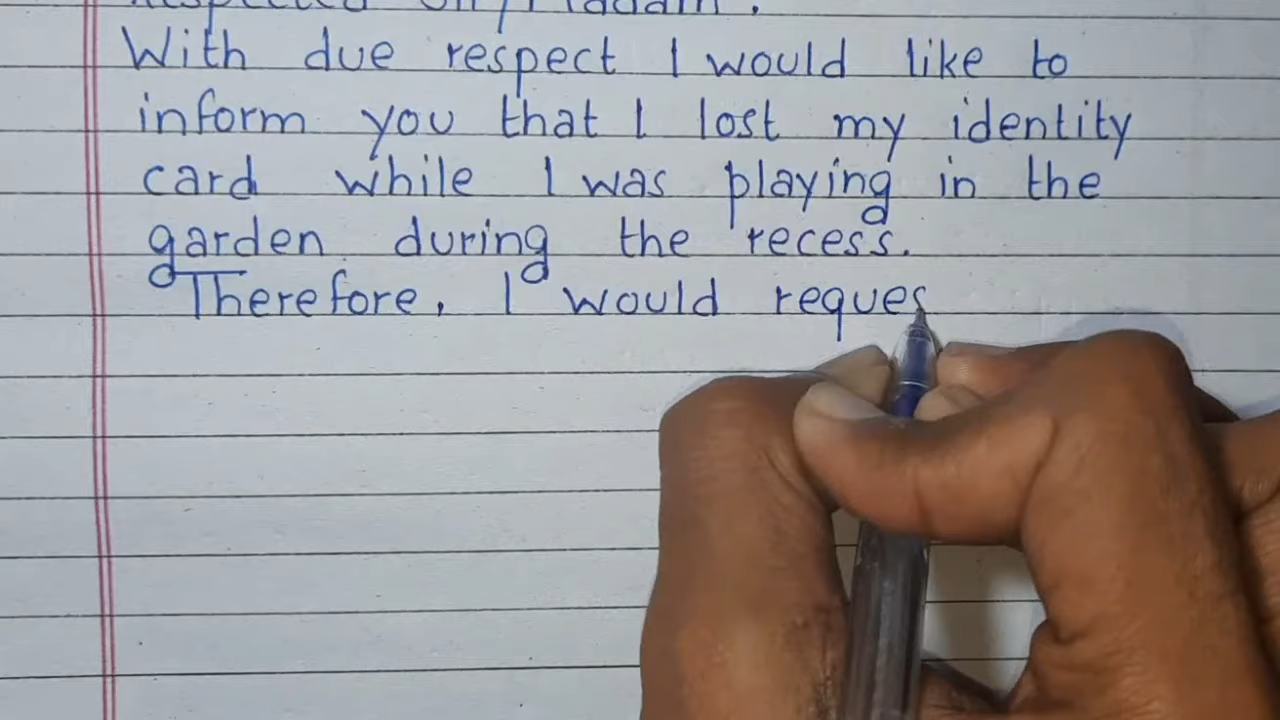 With due respect I would like to
inform you that I lost my identity
card while I was playing in the
garden during the recess.
Therefore, I would reques